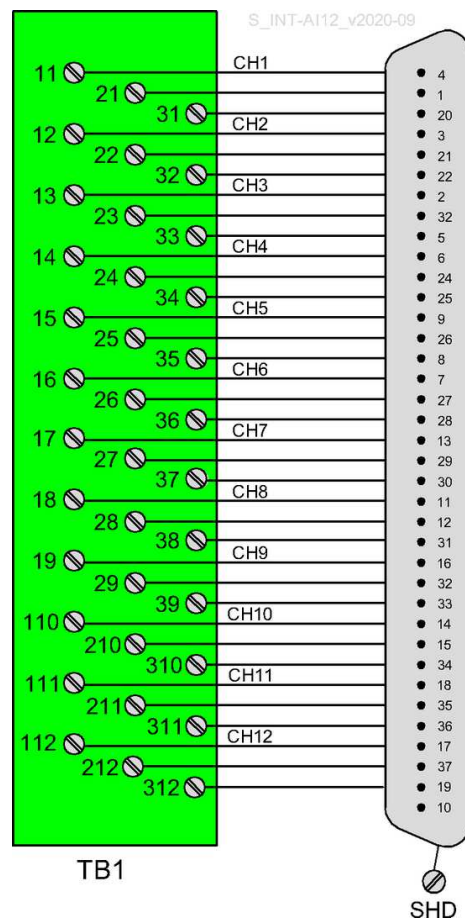 S_INT-AI12_v2020-09
11 CH1 4
21 1
31 20
12 CH2 3
22 21
32 22
13 CH3 2
23 32
33 5
14 CH4 6
24 24
34 25
15 CH5 9
25 26
35 8
16 CH6 7
26 27
36 28
17 CH7 13
27 29
37 30
18 CH8 11
28 12
38 31
19 CH9 16
29 32
39 33
110 CH10 14
210 15
310 34
111 CH11 18
211 35
311 36
112 CH12 17
212 37
312 19
10
TB1
SHD